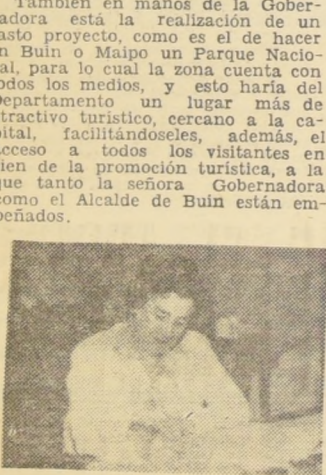 También en manos de la Gober-
nadora está la realización de un
vasto proyecto, como es el de hacer
en Buin o Maipo un Parque Nacio-
nal, para lo cual la zona cuenta con
todos los medios, y esto haría del
Departamento un lugar más de
atractivo turístico, cercano a la ca-
pital, facilitándoseles, además, el
acceso a todos los visitantes en
bien de la promoción turística, a la
que tanto la señora Gobernadora
como el Alcalde de Buin están em-
peñados.